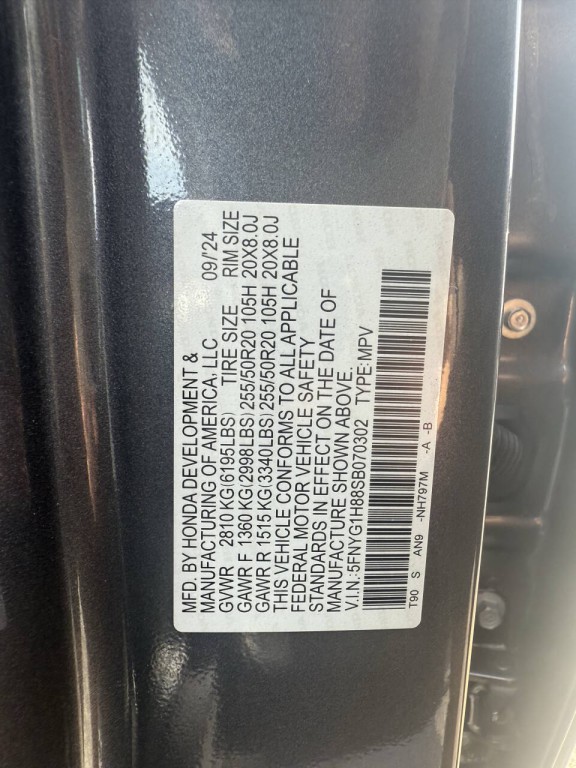 MFD. BY HONDA DEVELOPMENT &
MANUFACTURING OF AMERICA, LLC 09/'24
GVWR 2810 KG(6195LBS) TIRE SIZE RIM SIZE
GAWR F 1360 KG(2998LBS) 255/50R20 105H 20X8.0J
GAWR R 1515 KG(3340LBS) 255/50R20 105H 20X8.0J
THIS VEHICLE CONFORMS TO ALL APPLICABLE
FEDERAL MOTOR VEHICLE SAFETY
STANDARDS IN EFFECT ON THE DATE OF
MANUFACTURE SHOWN ABOVE.
V.I.N.:5FNYG1H88SB070302 TYPE:MPV
T90 S AN9 -NH797M -A -B